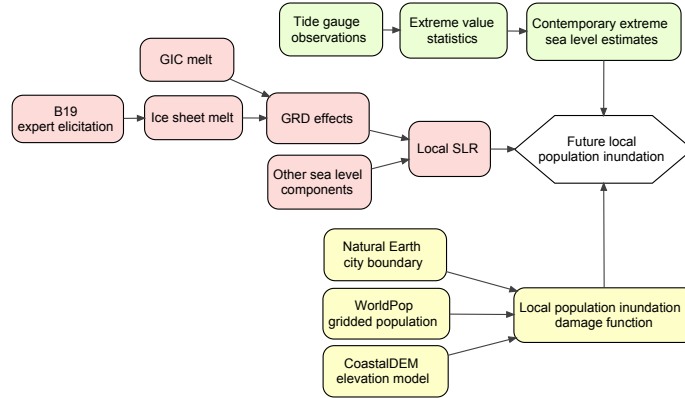 Tide gauge
observations
Extreme value
statistics
Contemporary extreme
sea level estimates
GIC melt
B19
expert elicitation
Ice sheet melt
GRD effects
Other sea level
components
Local SLR
Future local
population inundation
Natural Earth
city boundary
WorldPop
gridded population
CoastalDEM
elevation model
Local population inundation
damage function